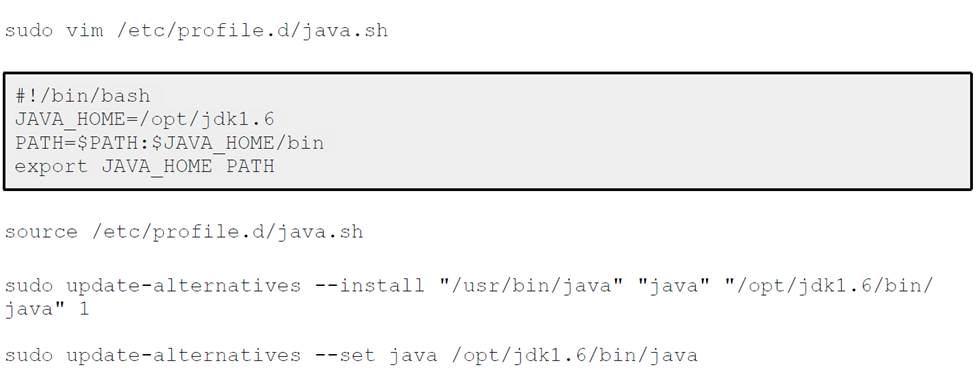 sudo vim /etc/profile.d/java.sh
#!/bin/bash
JAVA_HOME=/opt/jdk1.6
PATH=$PATH:$JAVA_HOME/bin
export JAVA_HOME PATH
source /etc/profile.d/java.sh
sudo update-alternatives --install "/usr/bin/java" "java" "/opt/jdk1.6/bin/
java" 1
sudo update-alternatives --set java /opt/jdk1.6/bin/java